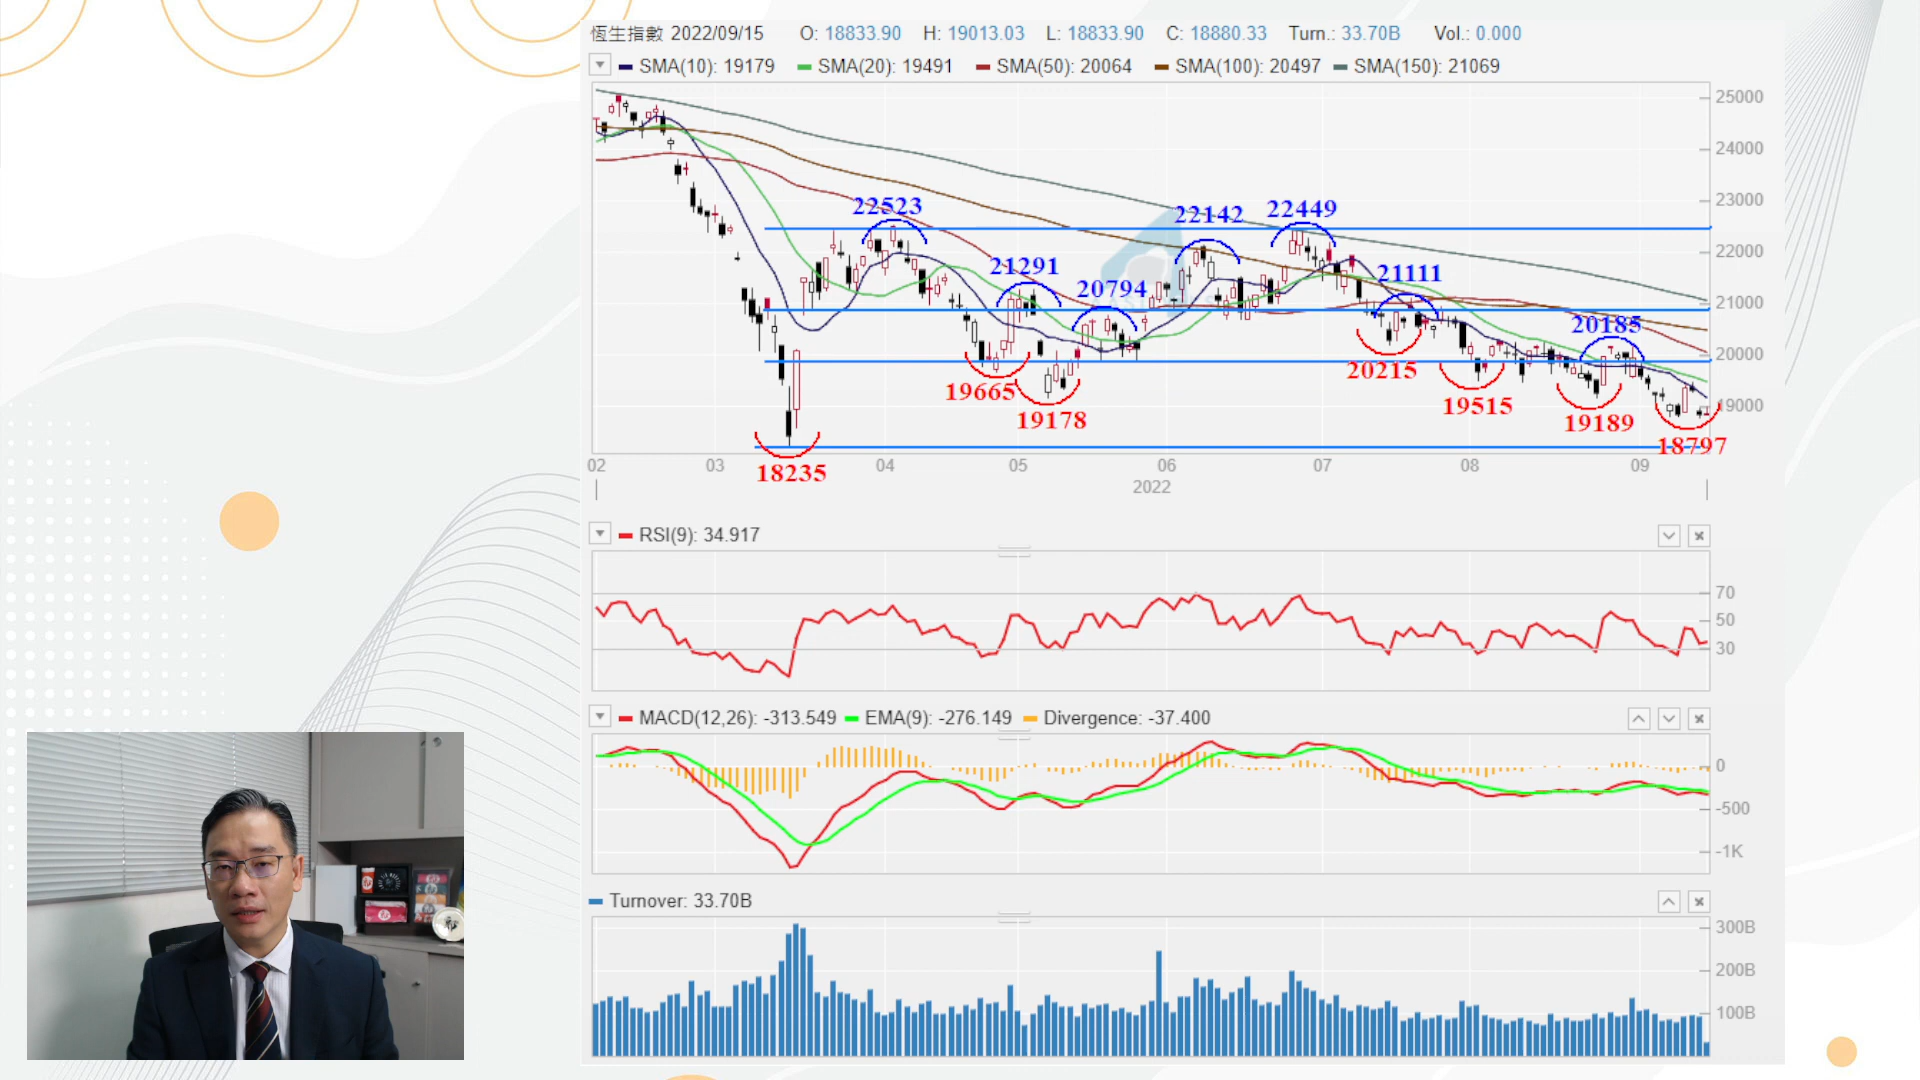 恆生指數 2022/09/15 O: 18833.90 H: 19013.03 L: 18833.90 C: 18880.33 Turn.: 33.70B Vol.: 0.000
SMA(10): 19179 SMA(20): 19491 SMA(50): 20064 SMA(100): 20497 SMA(150): 21069
25000
24000
23000
22000
21000
20000
19000
22523
21291
20794
22142
22449
21111
20185
18235
19665
19178
20215
19515
19189
18797
02 03 04 05 06 07 08 09
2022
RSI(9): 34.917
70
50
30
MACD(12,26): -313.549 EMA(9): -276.149 Divergence: -37.400
0
-500
-1K
Turnover: 33.70B
300B
200B
100B